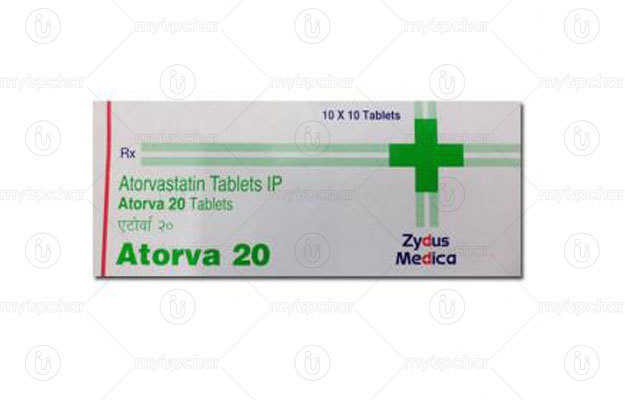 10 X 10 Tablets
Rx
Atorvastatin Tablets IP
Atorva 20 Tablets
एटोर्वा २०
Atorva 20
Zydus
Medica